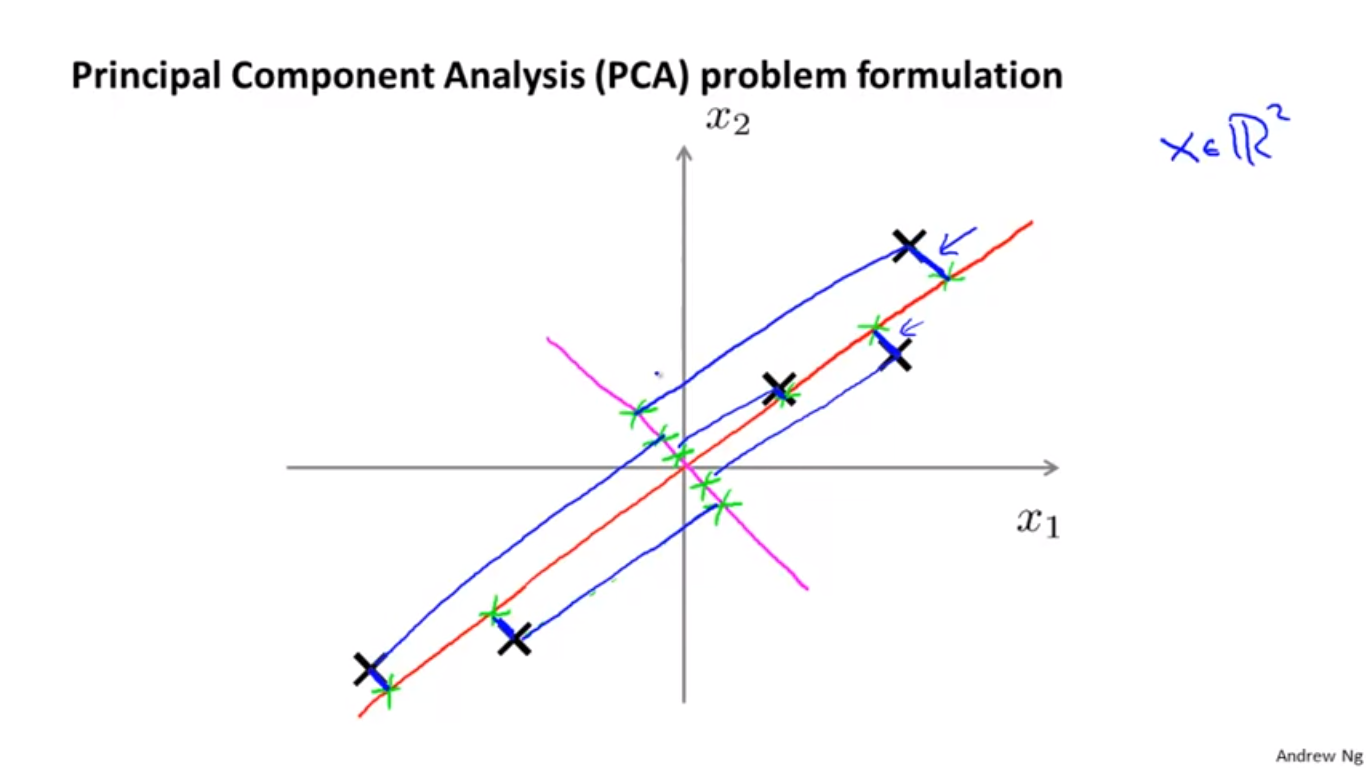 Principal Component Analysis (PCA) problem formulation
x₂
x ∈ ℝ²
x₁
Andrew Ng